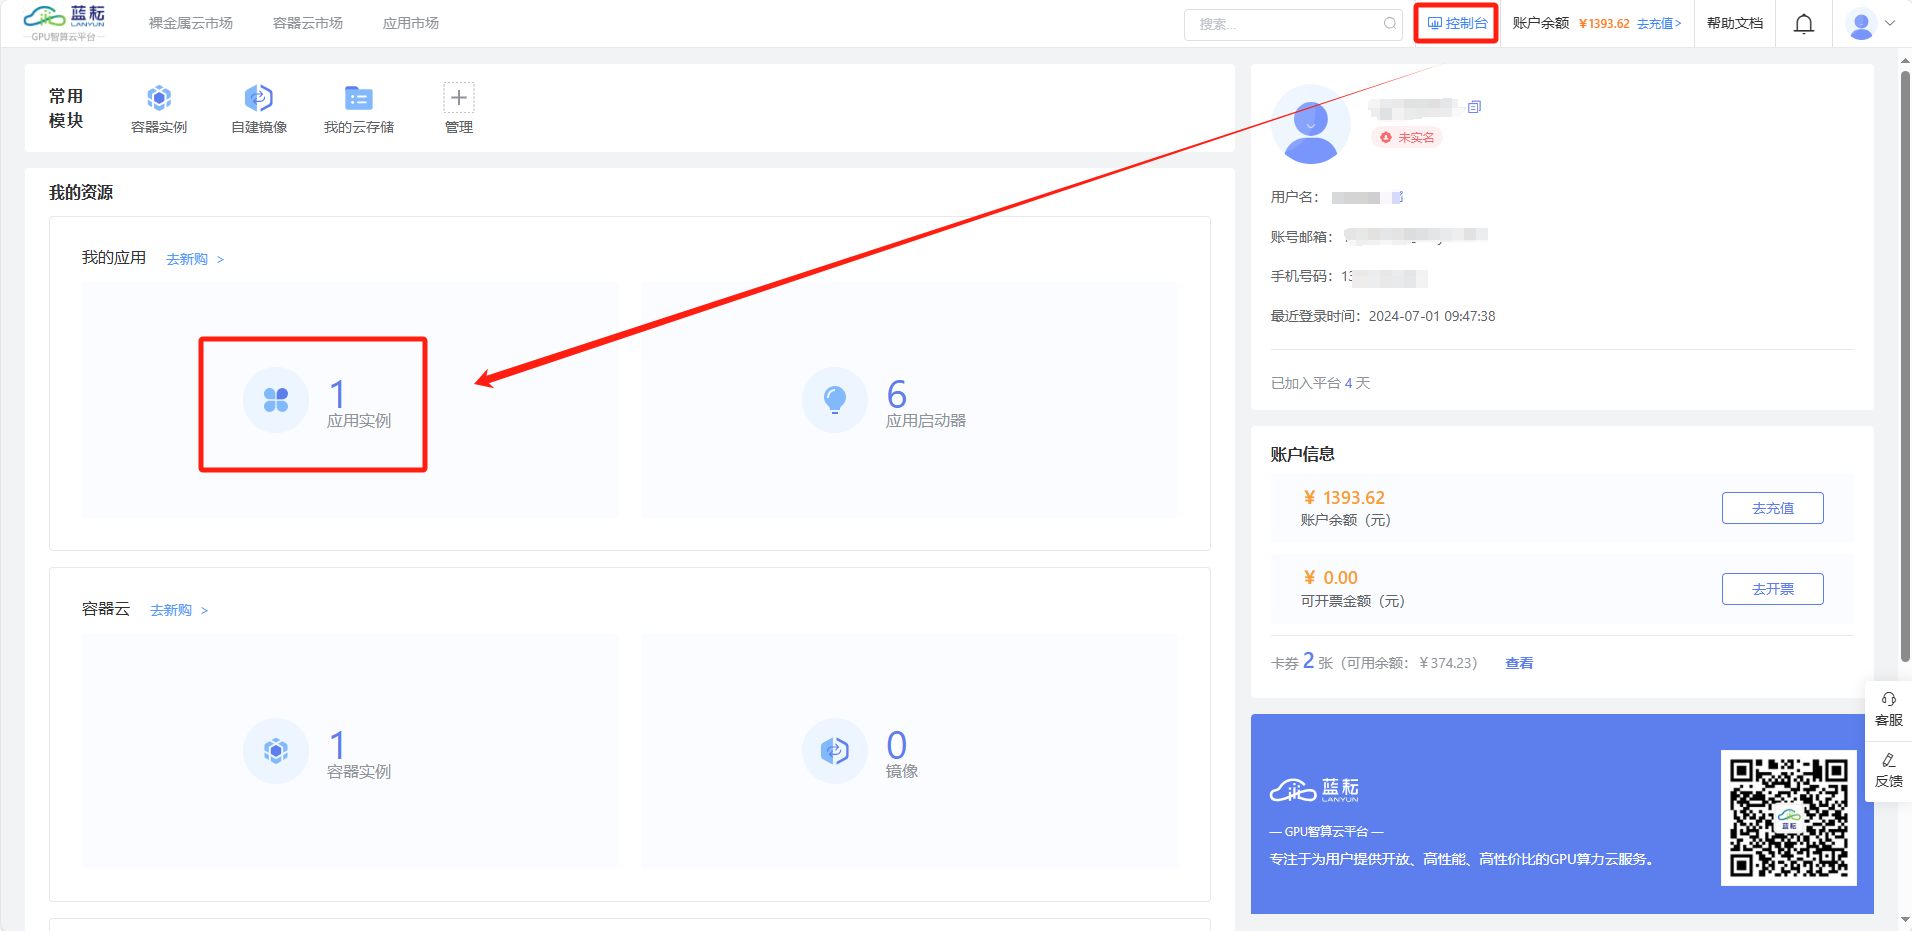 蓝耘
LANYUN
—GPU智算云平台—
裸金属云市场
容器云市场
应用市场
搜索...
控制台
账户余额 ¥1393.62 去充值>
帮助文档
常用
模块
容器实例
自建镜像
我的云存储
管理
我的资源
我的应用 去新购 >
1
应用实例
6
应用启动器
容器云 去新购 >
1
容器实例
0
镜像
未实名
用户名：
账号邮箱：
手机号码：13
最近登录时间：2024-07-01 09:47:38
已加入平台 4 天
账户信息
¥ 1393.62
账户余额（元）
去充值
¥ 0.00
可开票金额（元）
去开票
卡券 2 张（可用余额：¥374.23） 查看
蓝耘
LANYUN
— GPU智算云平台 —
专注于为用户提供开放、高性能、高性价比的GPU算力云服务。
蓝耘
客服
反馈